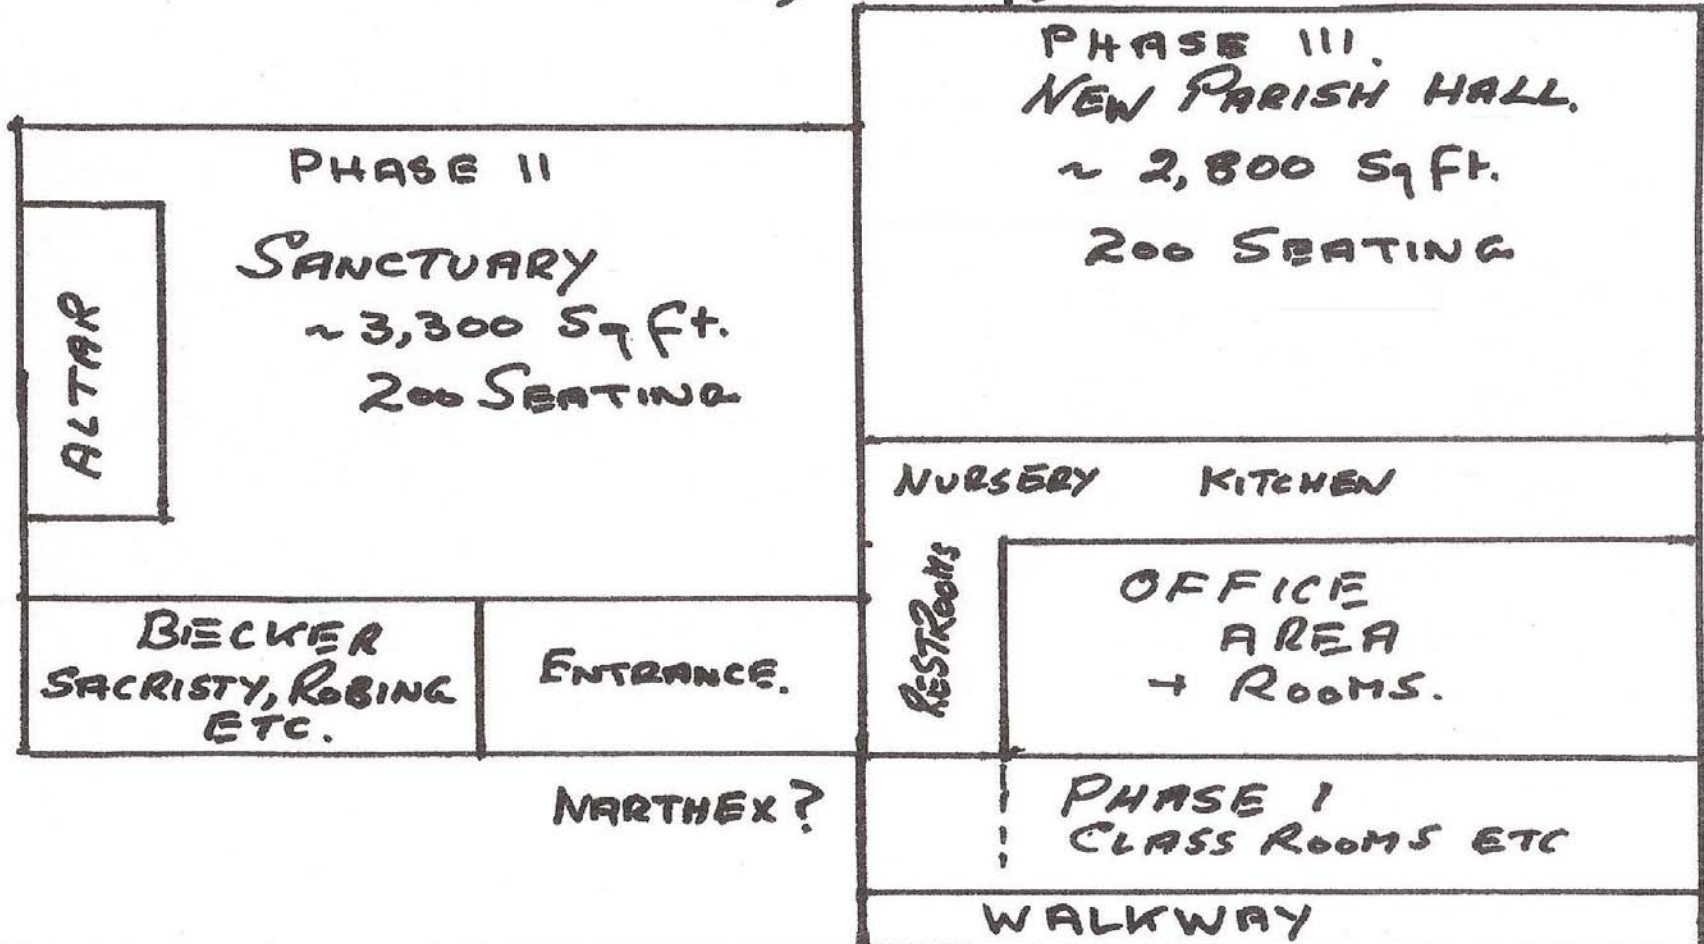 PHASE II
SANCTUARY
~ 3,300 Sq Ft.
200 SEATING
ALTAR
BECKER
SACRISTY, ROBING
ETC.
ENTRANCE.
NARTHEX?
PHASE III.
NEW PARISH HALL.
~ 2,800 Sq Ft.
200 SEATING
NURSERY KITCHEN
RESTROOMS
OFFICE
AREA
+ ROOMS.
PHASE I
CLASS ROOMS ETC
WALKWAY